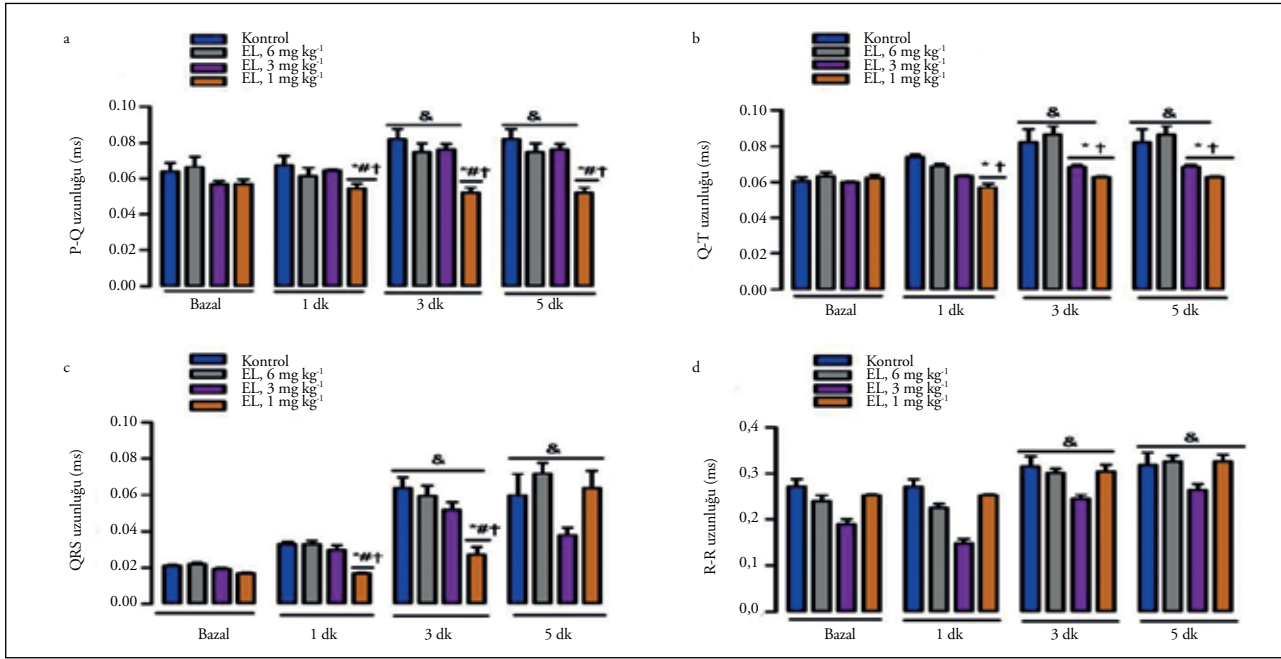 a
Kontrol
EL, 6 mg kg-1
EL, 3 mg kg-1
EL, 1 mg kg-1
P-Q uzunluğu (ms)
0.10
0.08
0.06
0.04
0.02
0.00
&
&
*#†
*#†
*#†
Bazal
1 dk
3 dk
5 dk
b
Kontrol
EL, 6 mg kg-1
EL, 3 mg kg-1
EL, 1 mg kg-1
Q-T uzunluğu (ms)
0.10
0.08
0.06
0.04
0.02
0.00
&
&
* †
* †
* †
Bazal
1 dk
3 dk
5 dk
c
Kontrol
EL, 6 mg kg-1
EL, 3 mg kg-1
EL, 1 mg kg-1
QRS uzunluğu (ms)
0.10
0.08
0.06
0.04
0.02
0.00
&
&
*#†
*#†
Bazal
1 dk
3 dk
5 dk
d
Kontrol
EL, 6 mg kg-1
EL, 3 mg kg-1
EL, 1 mg kg-1
R-R uzunluğu (ms)
0,4
0,3
0,2
0,1
0,0
&
&
Bazal
1 dk
3 dk
5 dk